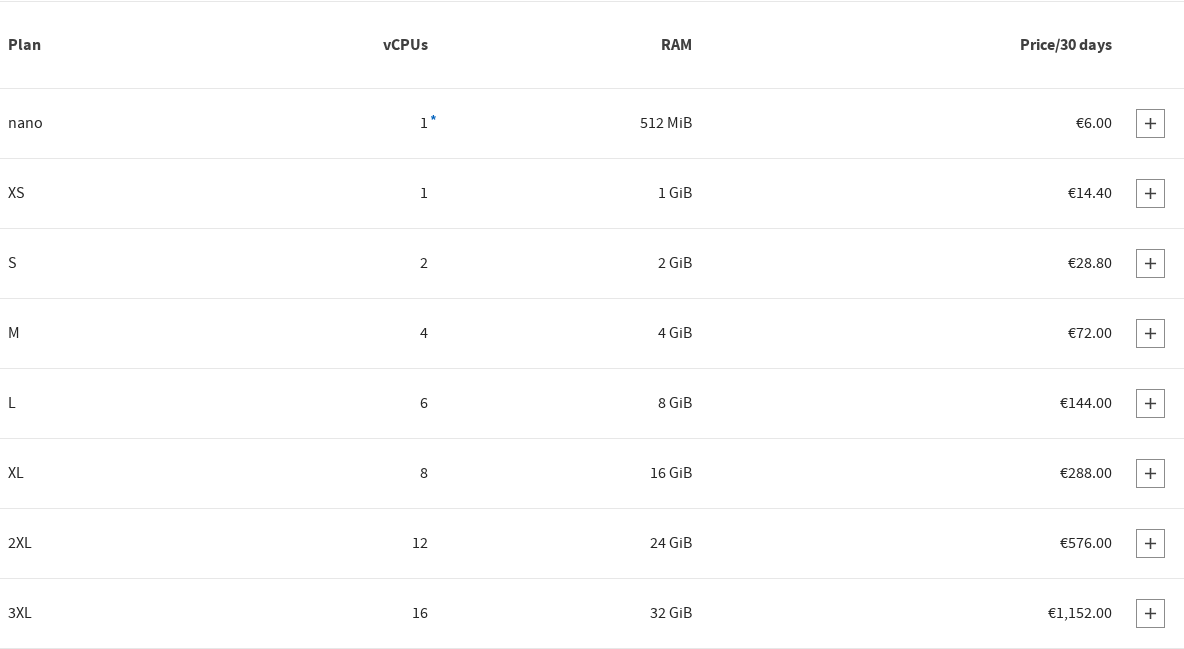 Plan vCPUs RAM Price/30 days
nano 1* 512 MiB €6.00 +
XS 1 1 GiB €14.40 +
S 2 2 GiB €28.80 +
M 4 4 GiB €72.00 +
L 6 8 GiB €144.00 +
XL 8 16 GiB €288.00 +
2XL 12 24 GiB €576.00 +
3XL 16 32 GiB €1,152.00 +